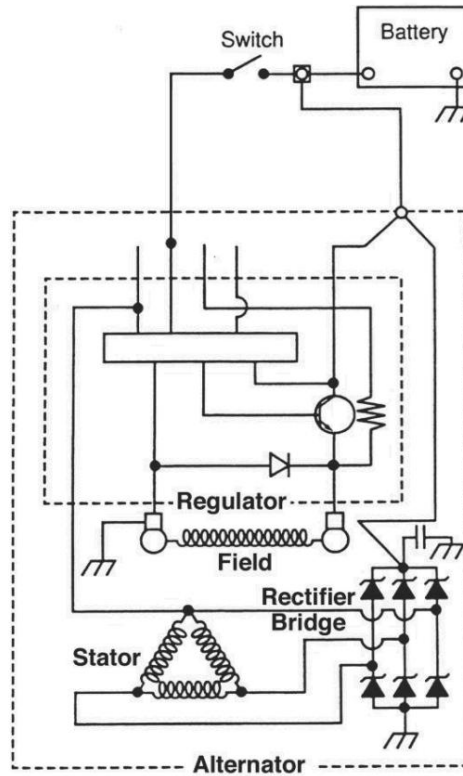 Switch
Battery
Regulator
Field
Rectifier
Bridge
Stator
Alternator